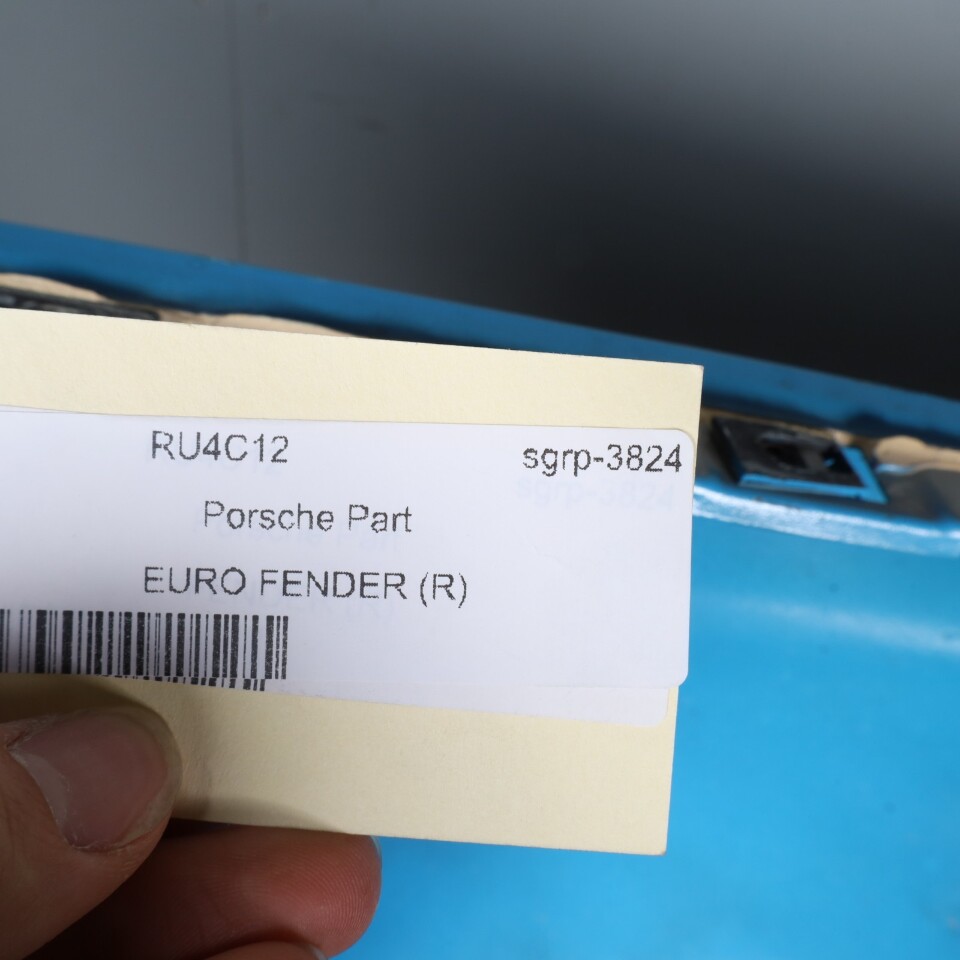 RU4C12 sgrp-3824
Porsche Part
EURO FENDER (R)